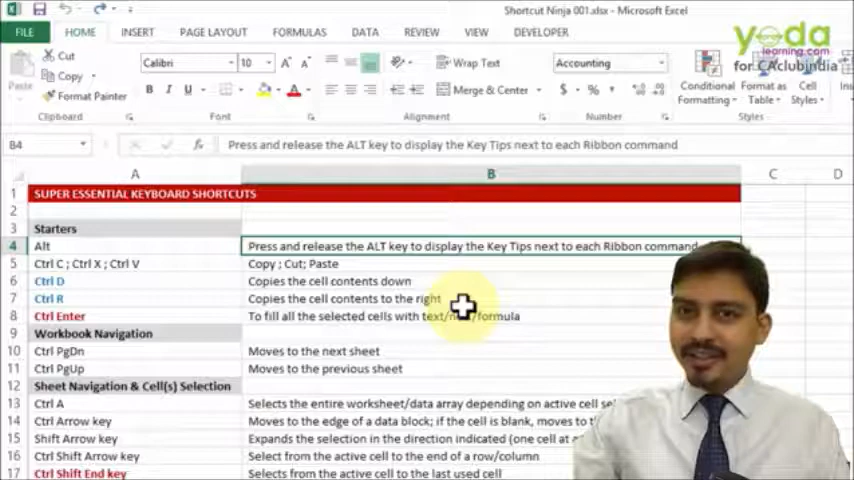 Shortcut Ninja 001.xlsx - Microsoft Excel
FILE HOME INSERT PAGE LAYOUT FORMULAS DATA REVIEW VIEW DEVELOPER
yoda
learning.com
for CAclubindia
Cut
Copy
Format Painter
Paste
Calibri 10
B I U
Wrap Text
Merge & Center
Accounting
$ % ,
Conditional Formatting
Format as Table
Cell Styles
Ins
Clipboard Font Alignment Number Styles
B4 fx Press and release the ALT key to display the Key Tips next to each Ribbon command
A B C D
1 SUPER ESSENTIAL KEYBOARD SHORTCUTS
2
3 Starters
4 Alt Press and release the ALT key to display the Key Tips next to each Ribbon command
5 Ctrl C ; Ctrl X ; Ctrl V Copy ; Cut; Paste
6 Ctrl D Copies the cell contents down
7 Ctrl R Copies the cell contents to the right
8 Ctrl Enter To fill all the selected cells with text/ /formula
9 Workbook Navigation
10 Ctrl PgDn Moves to the next sheet
11 Ctrl PgUp Moves to the previous sheet
12 Sheet Navigation & Cell(s) Selection
13 Ctrl A Selects the entire worksheet/data array depending on active cell sel
14 Ctrl Arrow key Moves to the edge of a data block; if the cell is blank, moves to t
15 Shift Arrow key Expands the selection in the direction indicated (one cell at a
16 Ctrl Shift Arrow key Select from the active cell to the end of a row/column
17 Ctrl Shift End key Selects from the active cell to the last used cell